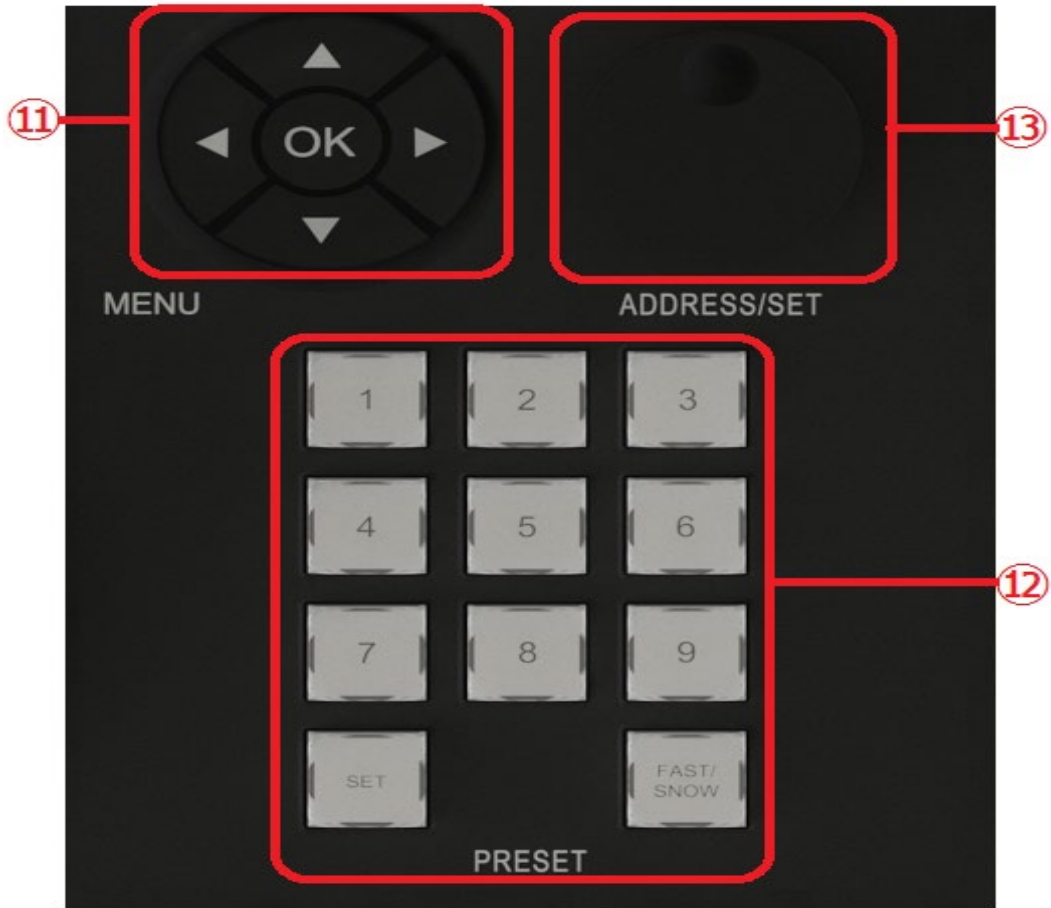 ⑪
OK
⑬
MENU
ADDRESS/SET
1 2 3
4 5 6
⑫
7 8 9
SET
FAST/
SNOW
PRESET